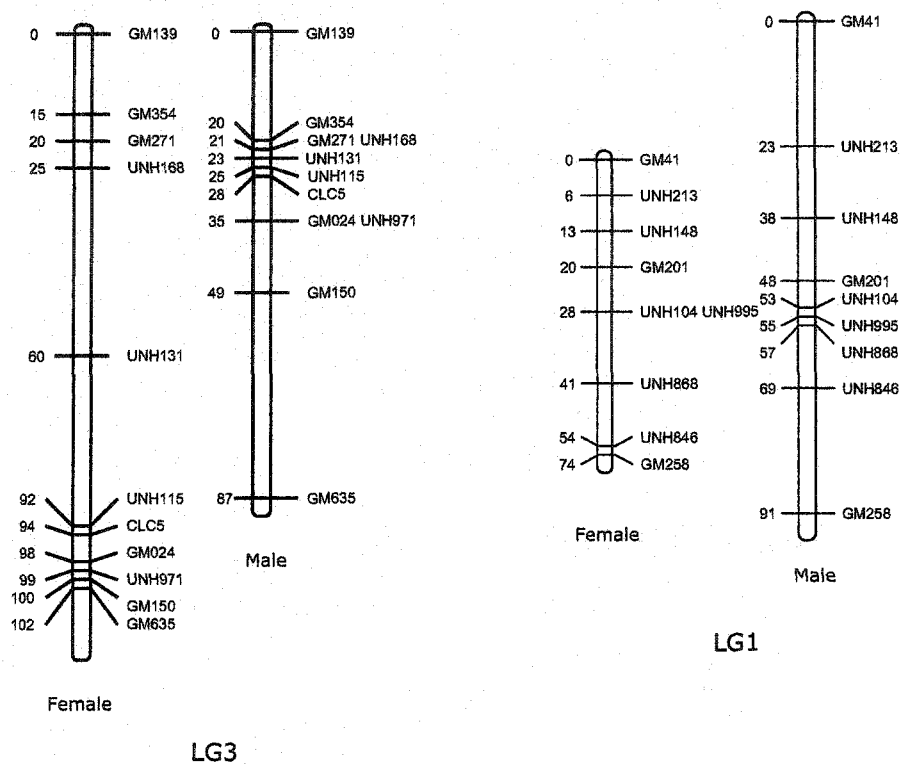 0 GM139
15 GM354
20 GM271
25 UNH168
60 UNH131
92 UNH115
94 CLC5
98 GM024
99 UNH971
100 GM150
102 GM635
Female
0 GM139
20 GM354
21 GM271 UNH168
23 UNH131
25 UNH115
28 CLC5
35 GM024 UNH971
49 GM150
87 GM635
Male
LG3
0 GM41
6 UNH213
13 UNH148
20 GM201
28 UNH104 UNH995
41 UNH868
54 UNH846
74 GM258
Female
0 GM41
23 UNH213
38 UNH148
48 GM201
53 UNH104
55 UNH995
57 UNH868
69 UNH846
91 GM258
Male
LG1